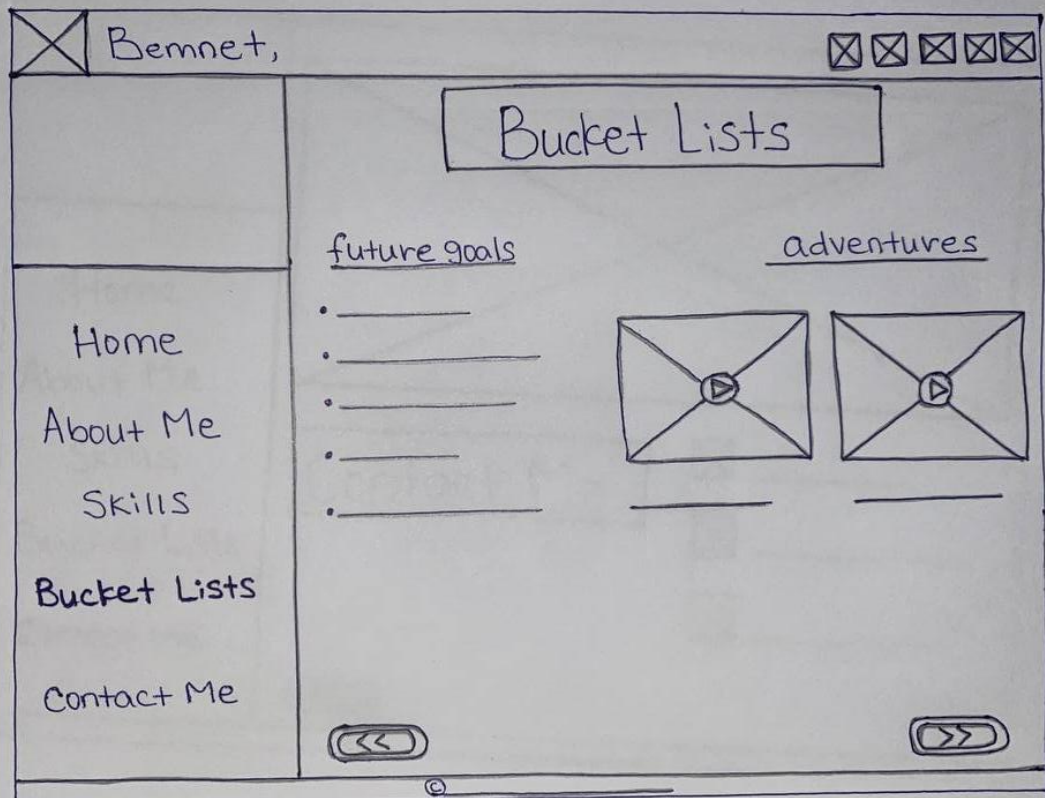 Bemnet,
Bucket Lists
future goals
adventures
Home
About Me
Skills
Bucket Lists
Contact Me
<<
>>
©